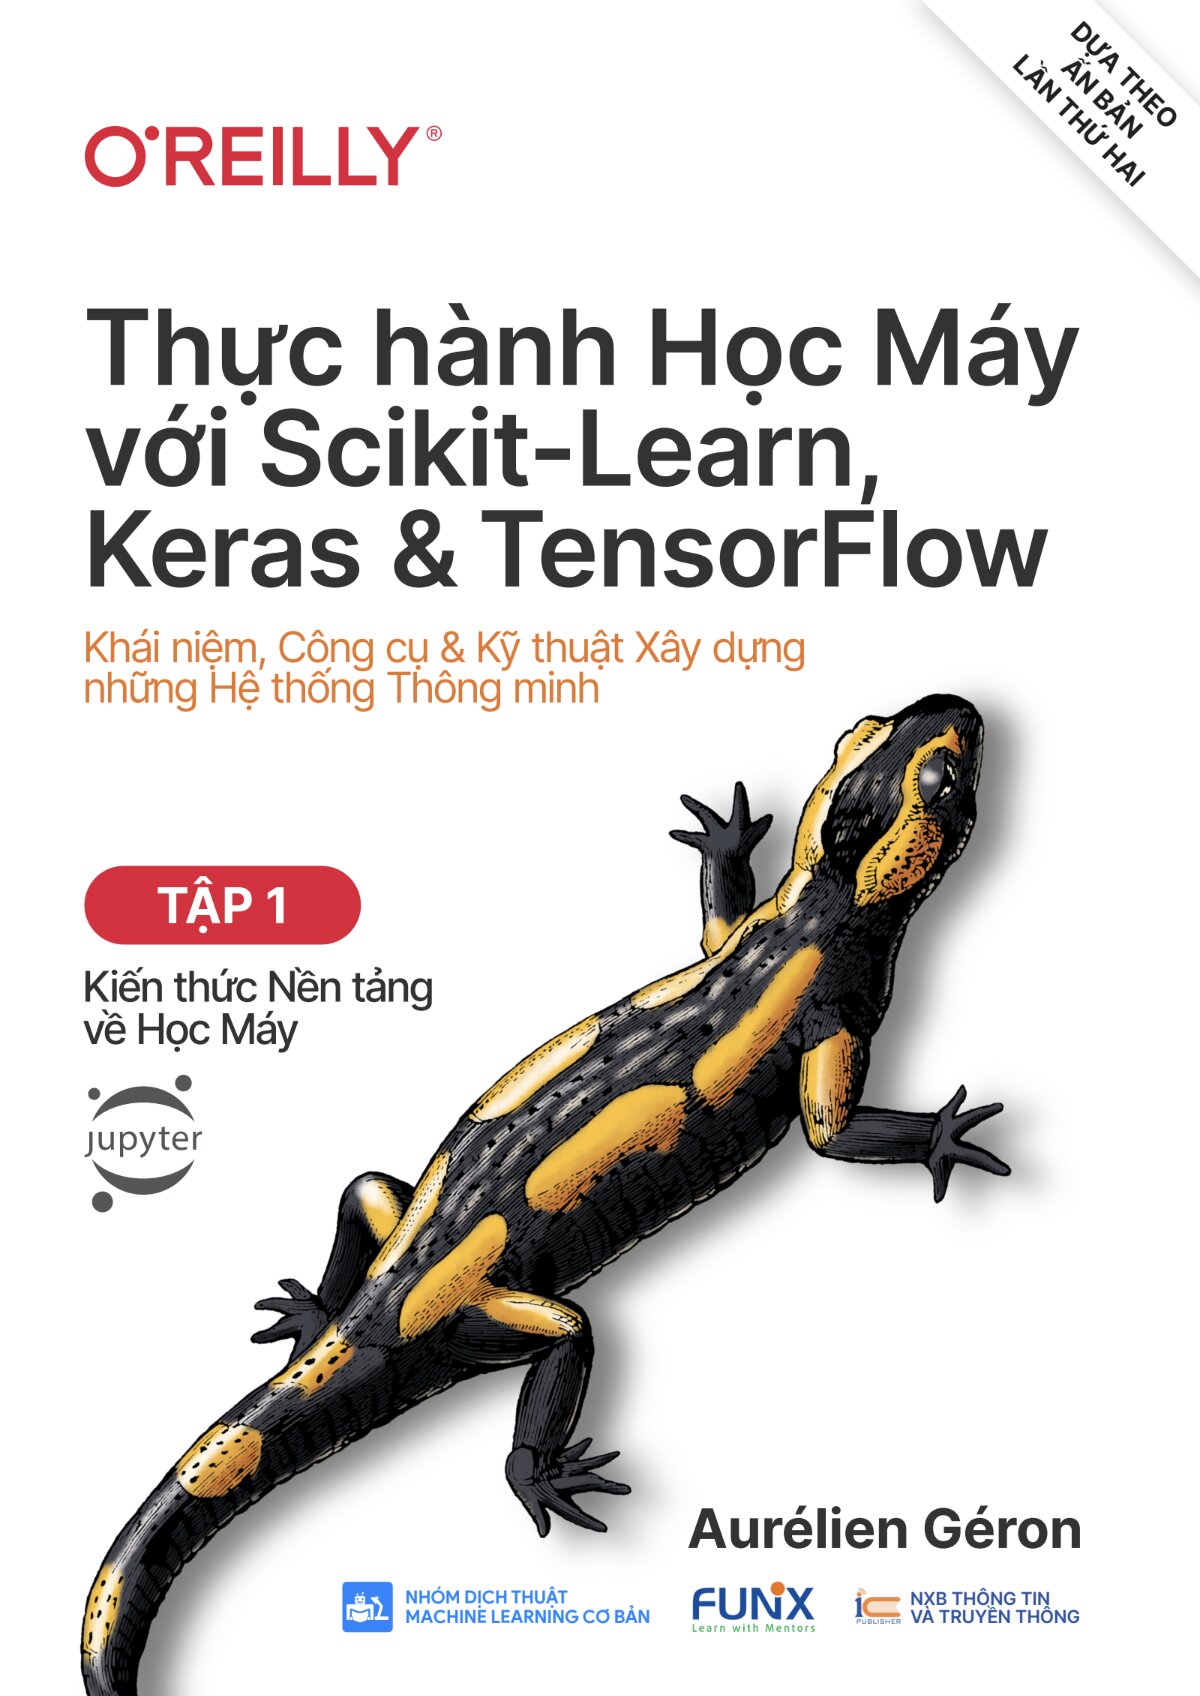 DỰA THEO
ẤN BẢN
LẦN THỨ HAI
O'REILLY®
Thực hành Học Máy
với Scikit-Learn,
Keras & TensorFlow
Khái niệm, Công cụ & Kỹ thuật Xây dựng
những Hệ thống Thông minh
TẬP 1
Kiến thức Nền tảng
về Học Máy
jupyter
Aurélien Géron
NHÓM DỊCH THUẬT
MACHINE LEARNING CƠ BẢN
FUNiX
Learn with Mentors
iC
PUBLISHER
NXB THÔNG TIN
VÀ TRUYỀN THÔNG